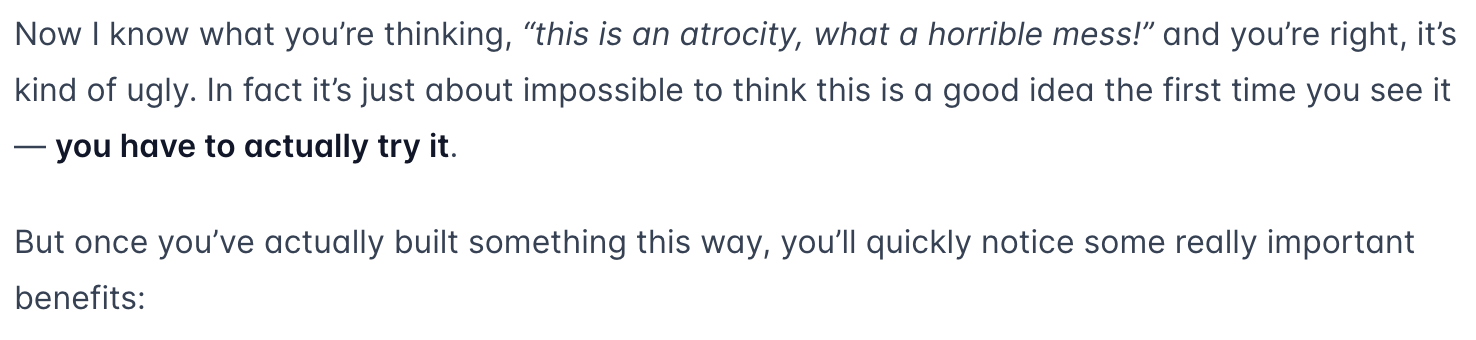 Now I know what you’re thinking, “this is an atrocity, what a horrible mess!” and you’re right, it’s
kind of ugly. In fact it’s just about impossible to think this is a good idea the first time you see it
— you have to actually try it.
But once you’ve actually built something this way, you’ll quickly notice some really important
benefits: